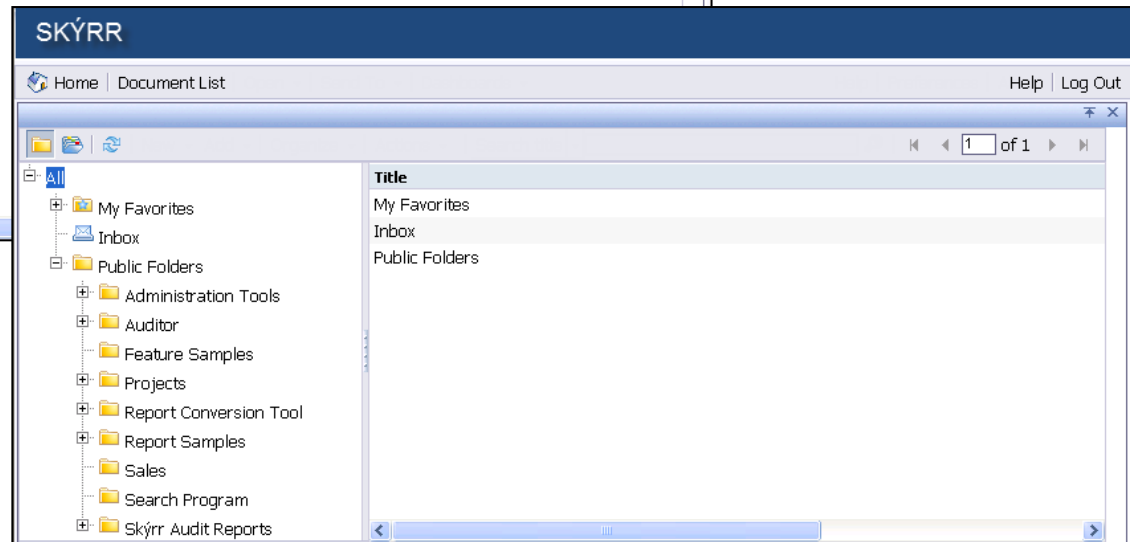 SKÝRR
Home | Document List Help | Log Out
1 of 1
All
My Favorites
Inbox
Public Folders
Administration Tools
Auditor
Feature Samples
Projects
Report Conversion Tool
Report Samples
Sales
Search Program
Skýrr Audit Reports
Title
My Favorites
Inbox
Public Folders